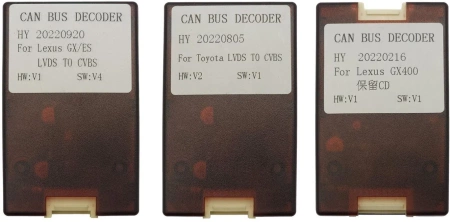 CAN BUS DECODER
HY 20220920
For Lexus GX/ES
LVDS TO CVBS
HW:V1 SW:V4
CAN BUS DECODER
HY 20220805
For Toyota LVDS TO CVBS
HW:V2 SW:V1
CAN BUS DECODER
HY 20220216
For Lexus GX400
保留CD
HW:V1 SW:V1